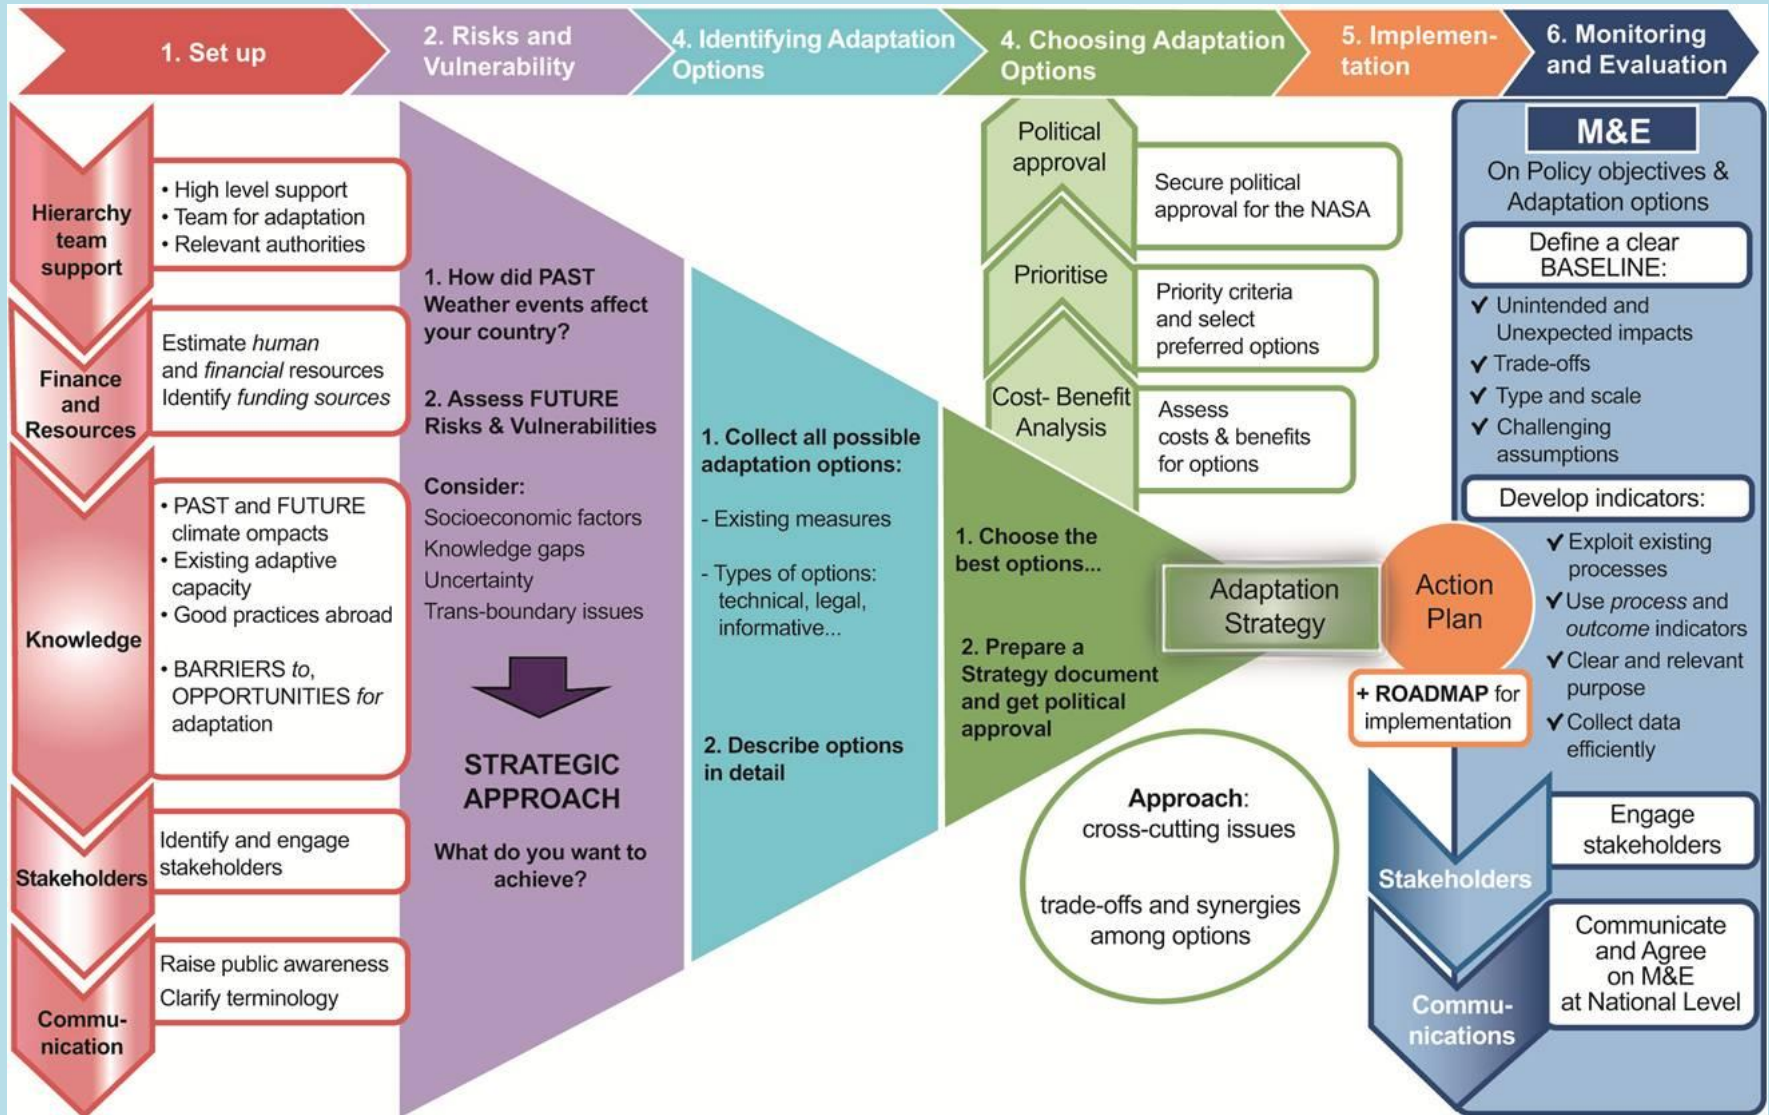 1. Set up
2. Risks and
Vulnerability
4. Identifying Adaptation
Options
4. Choosing Adaptation
Options
5. Implemen-
tation
6. Monitoring
and Evaluation
Hierarchy
team
support
• High level support
• Team for adaptation
• Relevant authorities
Finance
and
Resources
Estimate human
and financial resources
Identify funding sources
Knowledge
• PAST and FUTURE
climate ompacts
• Existing adaptive
capacity
• Good practices abroad
• BARRIERS to,
OPPORTUNITIES for
adaptation
Stakeholders
Identify and engage
stakeholders
Commu-
nication
Raise public awareness
Clarify terminology
1. How did PAST
Weather events affect
your country?
2. Assess FUTURE
Risks & Vulnerabilities
Consider:
Socioeconomic factors
Knowledge gaps
Uncertainty
Trans-boundary issues
STRATEGIC
APPROACH
What do you want to
achieve?
1. Collect all possible
adaptation options:
- Existing measures
- Types of options:
technical, legal,
informative...
2. Describe options
in detail
Political
approval
Secure political
approval for the NASA
Prioritise
Priority criteria
and select
preferred options
Cost- Benefit
Analysis
Assess
costs & benefits
for options
1. Choose the
best options...
2. Prepare a
Strategy document
and get political
approval
Adaptation
Strategy
Approach:
cross-cutting issues
trade-offs and synergies
among options
Action
Plan
+ ROADMAP for
implementation
M&E
On Policy objectives &
Adaptation options
Define a clear
BASELINE:
✓ Unintended and
Unexpected impacts
✓ Trade-offs
✓ Type and scale
✓ Challenging
assumptions
Develop indicators:
✓ Exploit existing
processes
✓ Use process and
outcome indicators
✓ Clear and relevant
purpose
✓ Collect data
efficiently
Stakeholders
Engage
stakeholders
Commu-
nications
Communicate
and Agree
on M&E
at National Level